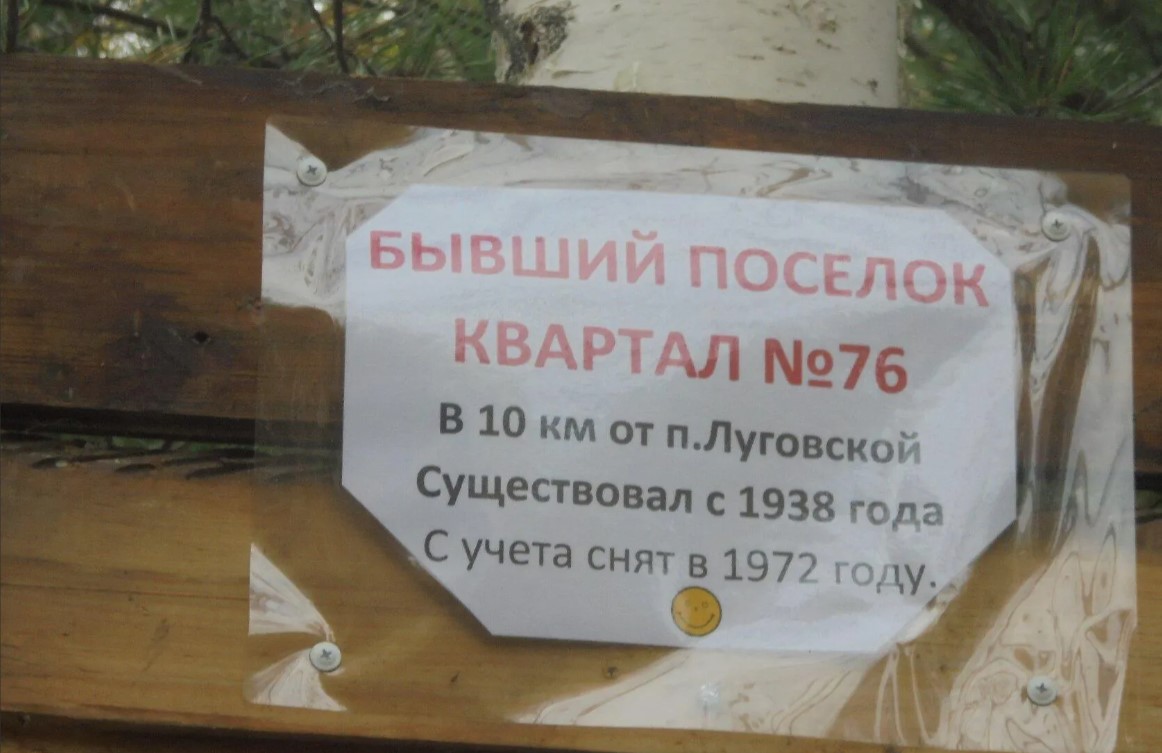 БЫВШИЙ ПОСЕЛОК
КВАРТАЛ №76
В 10 км от п.Луговской
Существовал с 1938 года
С учета снят в 1972 году.